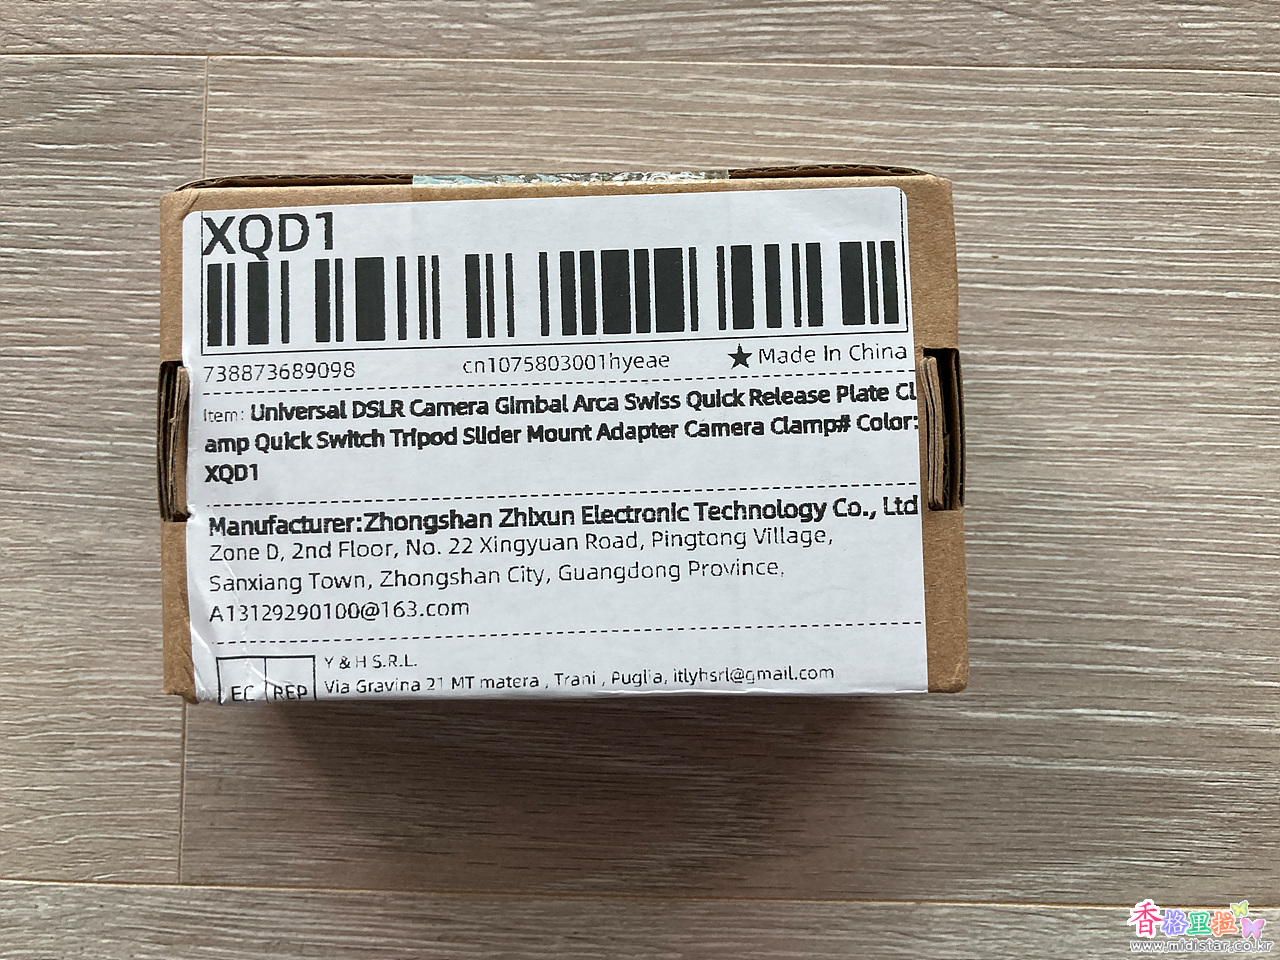 XQD1
738873689098 cn1075803001hyeae ★ Made In China
Item: Universal DSLR Camera Gimbal Arca Swiss Quick Release Plate Cl
amp Quick Switch Tripod Slider Mount Adapter Camera Clamp# Color:
XQD1
Manufacturer:Zhongshan Zhixun Electronic Technology Co., Ltd
Zone D, 2nd Floor, No. 22 Xingyuan Road, Pingtong Village,
Sanxiang Town, Zhongshan City, Guangdong Province,
A13129290100@163.com
EC REP
Y & H S.R.L.
Via Gravina 21 MT matera , Trani , Puglia, itlyhsrl@gmail.com
香格里拉
www.midistar.co.kr